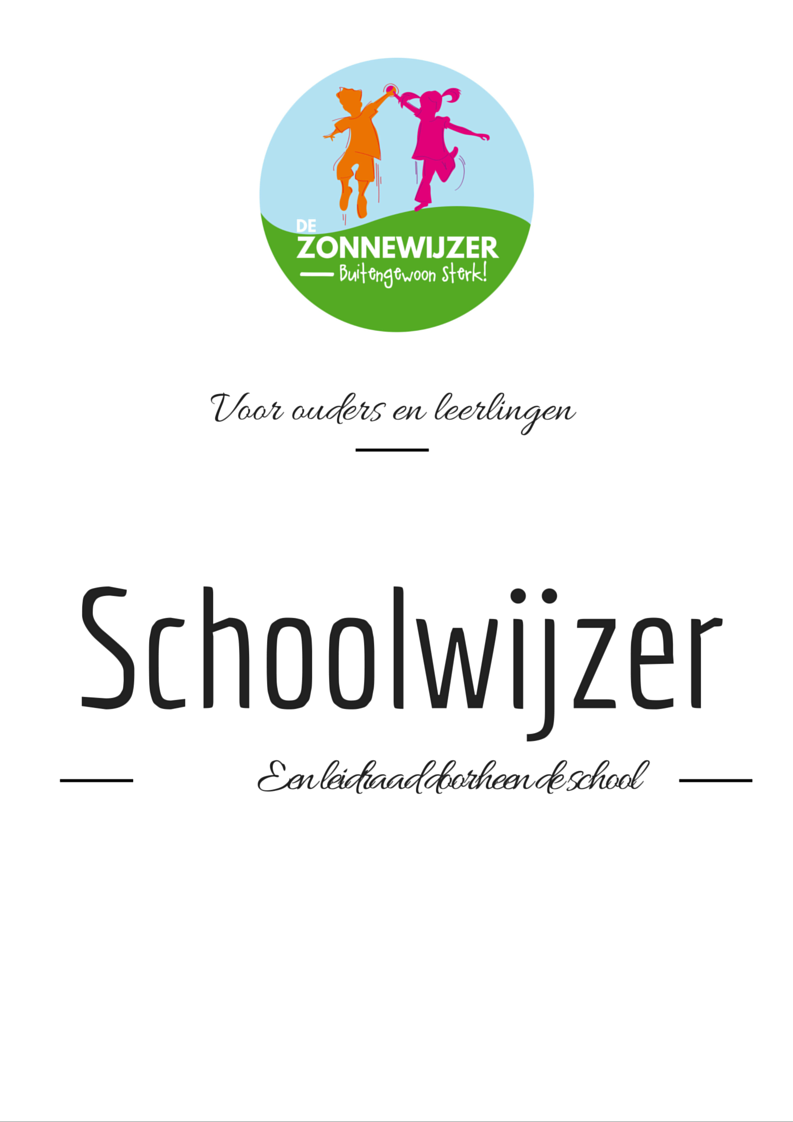 DE
ZONNEWIJZER
Buitengewoon Sterk!
Voor ouders en leerlingen
Schoolwijzer
Een leidraad doorheen de school